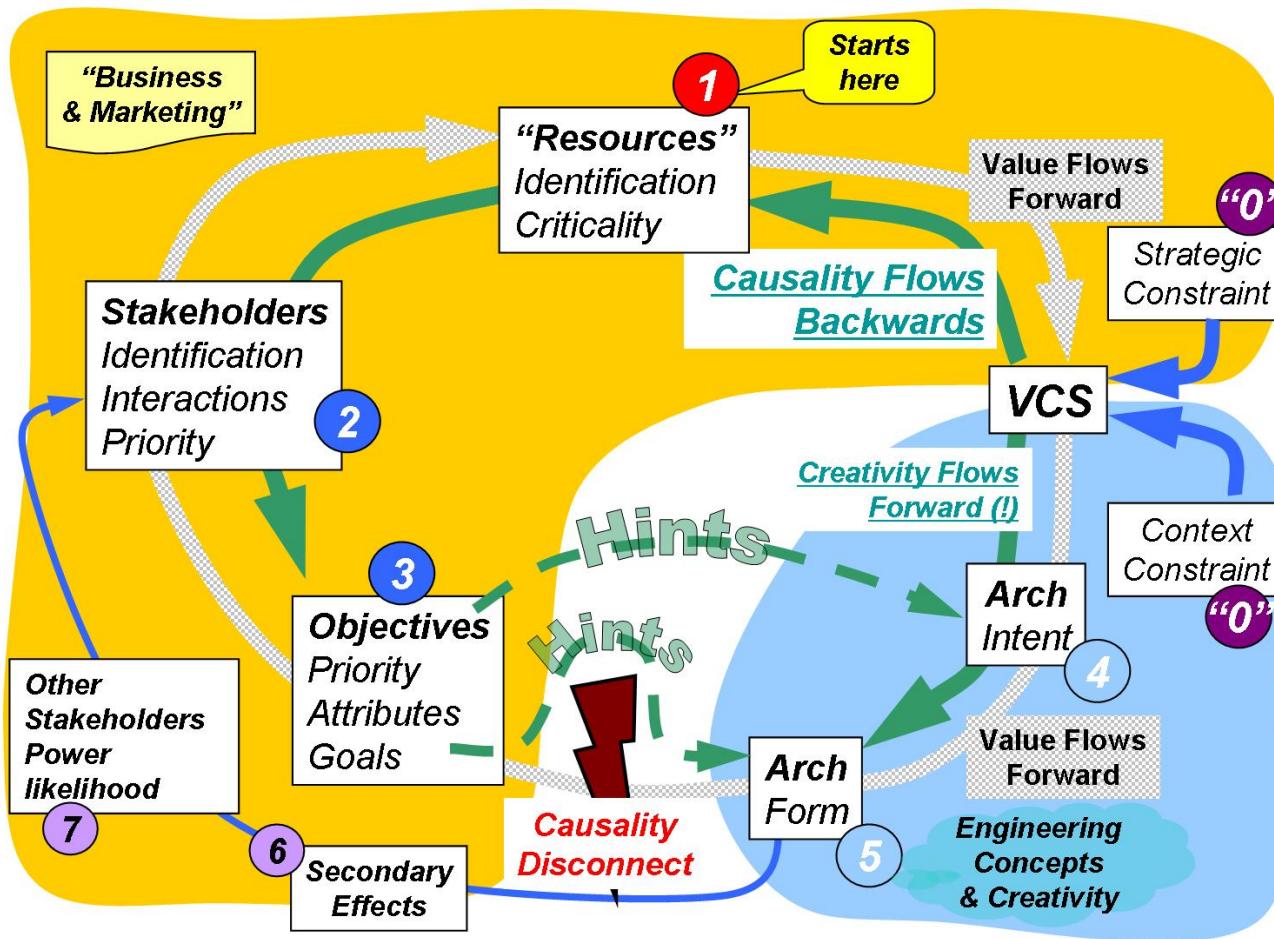 “Business
& Marketing”
Starts
here
1
“Resources”
Identification
Criticality
Value Flows
Forward
“0”
Strategic
Constraint
Causality Flows
Backwards
Stakeholders
Identification
Interactions
Priority
2
VCS
Creativity Flows
Forward (!)
Hints
Context
Constraint
“0”
3
Objectives
Priority
Attributes
Goals
Hints
Arch
Intent
4
Other
Stakeholders
Power
likelihood
7
Arch
Form
5
Value Flows
Forward
Causality
Disconnect
6
Secondary
Effects
Engineering
Concepts
& Creativity